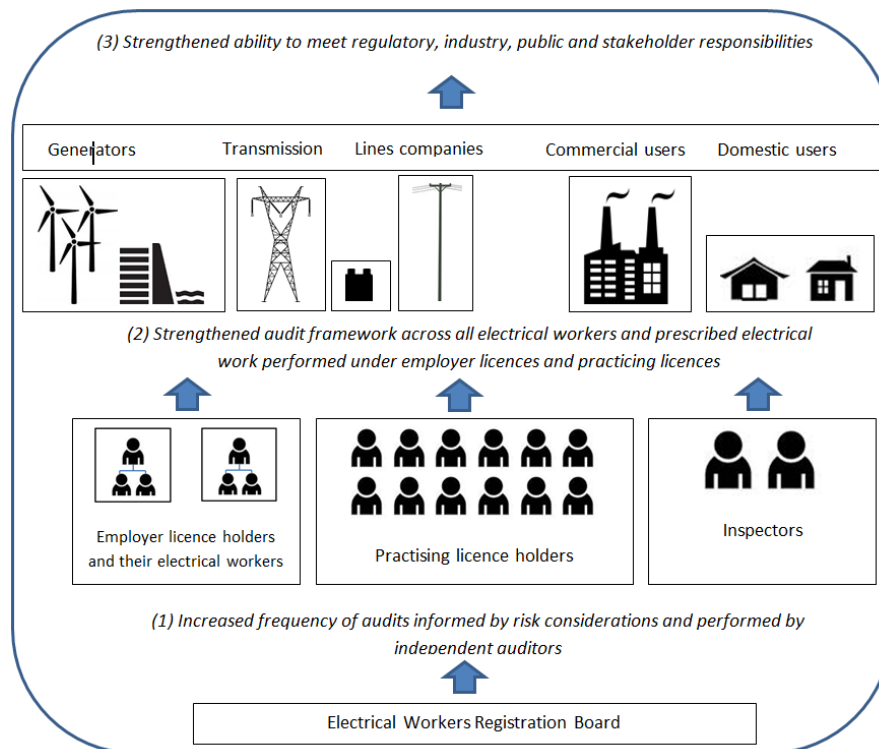 (3) Strengthened ability to meet regulatory, industry, public and stakeholder responsibilities
Generators Transmission Lines companies Commercial users Domestic users
(2) Strengthened audit framework across all electrical workers and prescribed electrical
work performed under employer licences and practicing licences
Employer licence holders
and their electrical workers
Practising licence holders
Inspectors
(1) Increased frequency of audits informed by risk considerations and performed by
independent auditors
Electrical Workers Registration Board